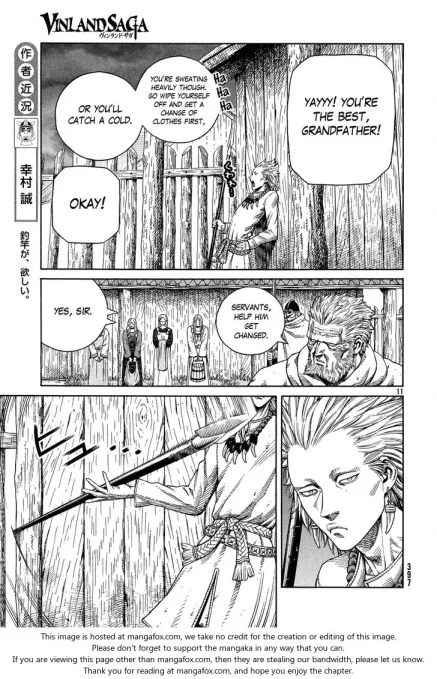 VINLAND SAGA
ヴィンランド・サガ
作者近況
幸村誠
釣竿が、欲しい。
YAYYY! YOU'RE
THE BEST,
GRANDFATHER!
YOU'RE SWEATING
HEAVILY THOUGH.
GO WIPE YOURSELF
OFF AND GET A
CHANGE OF
CLOTHES FIRST,
OR YOU'LL
CATCH A COLD.
OKAY!
Ha
Ha
Ha
SERVANTS,
HELP HIM
GET
CHANGED.
YES, SIR.
11
397
This image is hosted at mangafox.com, we take no credit for the creation or editing of this image.
Please don't forget to support the mangaka in any way that you can.
If you are viewing this page other than mangafox.com, then they are stealing our bandwidth, please let us know.
Thank you for reading at mangafox.com, and hope you enjoy the chapter.